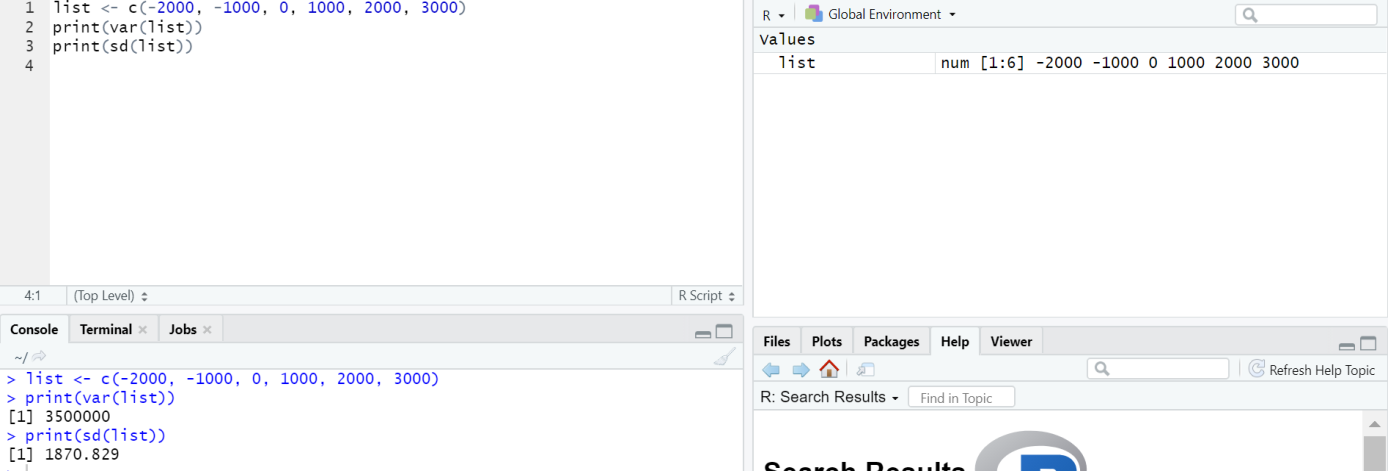 1 list <- c(-2000, -1000, 0, 1000, 2000, 3000)
2 print(var(list))
3 print(sd(list))
4
4:1 (Top Level) R Script
Console Terminal Jobs
~/
> list <- c(-2000, -1000, 0, 1000, 2000, 3000)
> print(var(list))
[1] 3500000
> print(sd(list))
[1] 1870.829
R Global Environment
Values
list num [1:6] -2000 -1000 0 1000 2000 3000
Files Plots Packages Help Viewer
Refresh Help Topic
R: Search Results Find in Topic
Search Results R